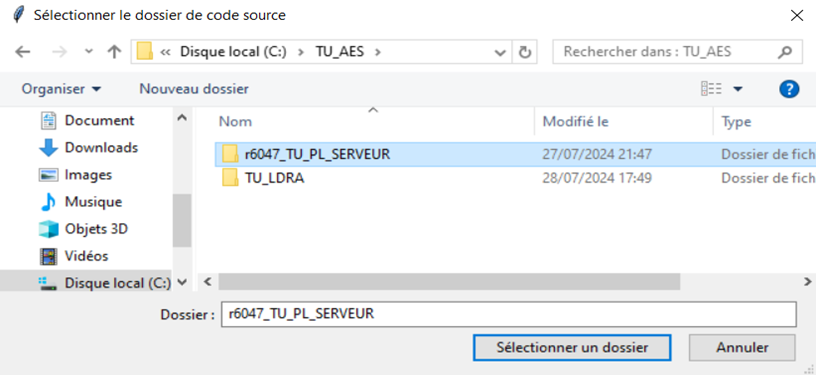 Sélectionner le dossier de code source
« Disque local (C:) > TU_AES >
Rechercher dans : TU_AES
Organiser
Nouveau dossier
Document
Downloads
Images
Musique
Objets 3D
Vidéos
Disque local (C:)
Nom Modifié le Type
r6047_TU_PL_SERVEUR 27/07/2024 21:47 Dossier de fich
TU_LDRA 28/07/2024 17:49 Dossier de fich
Dossier : r6047_TU_PL_SERVEUR
Sélectionner un dossier Annuler